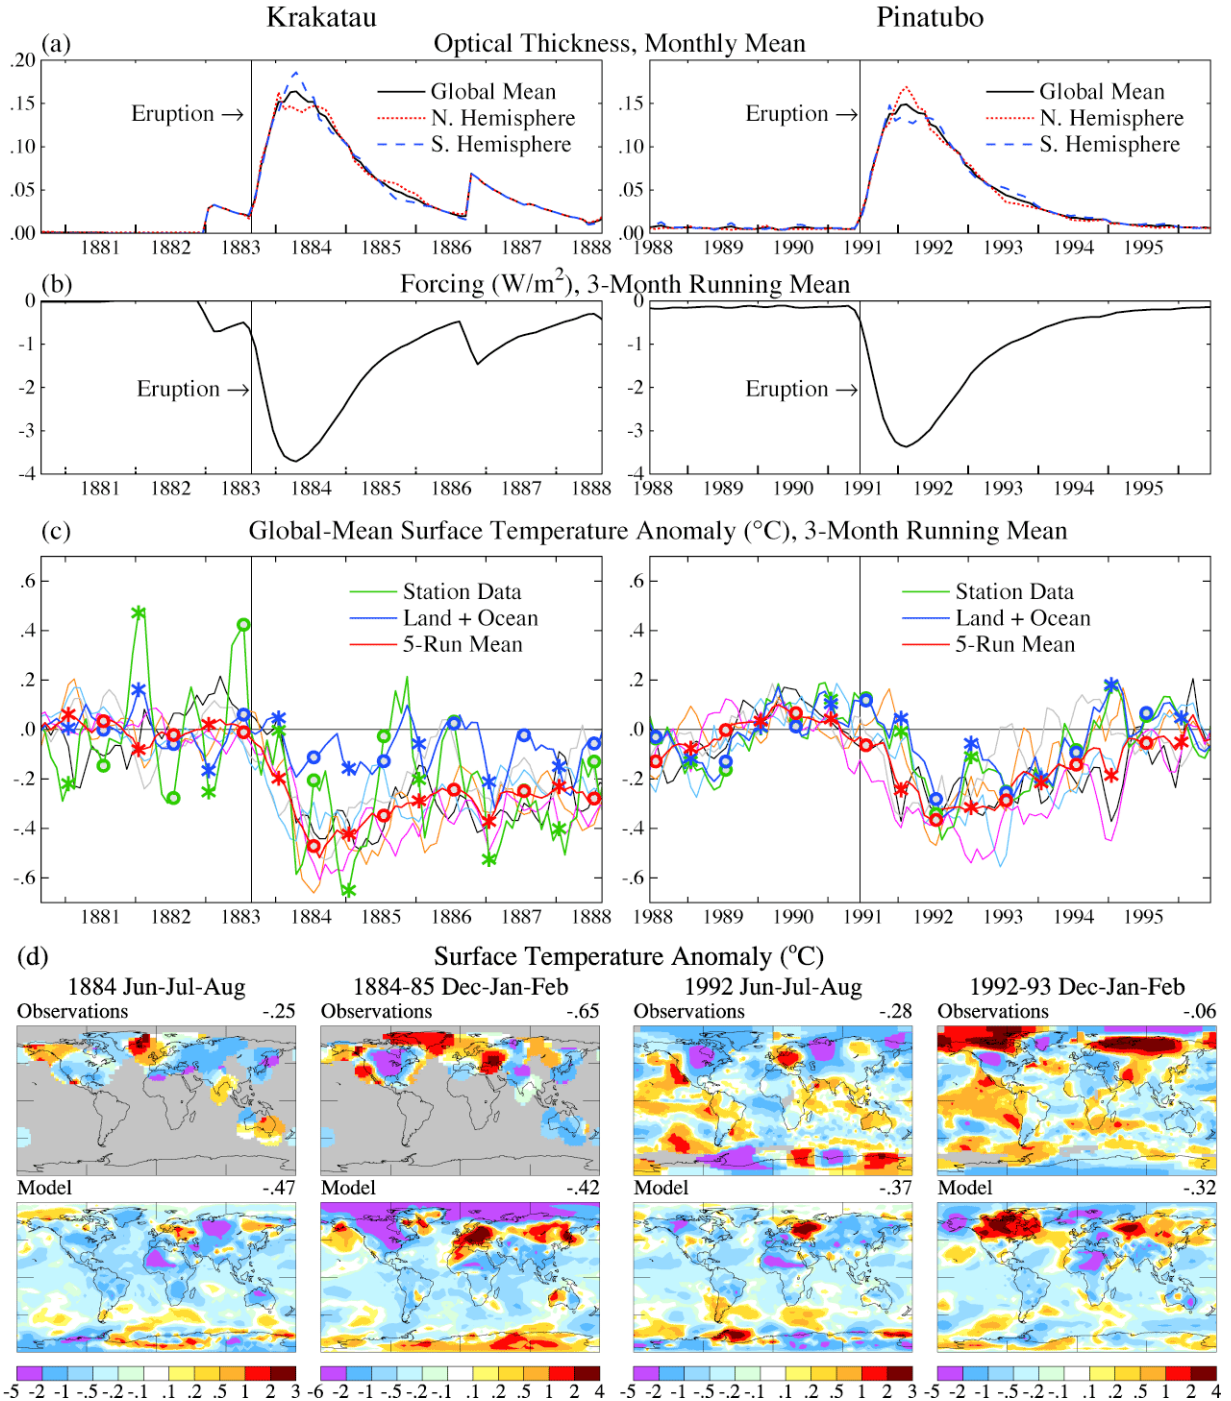 Krakatau Pinatubo
(a) Optical Thickness, Monthly Mean
.20
.15
.10
.05
.00
Eruption →
Global Mean
N. Hemisphere
S. Hemisphere
1881 1882 1883 1884 1885 1886 1887 1888
Eruption →
Global Mean
N. Hemisphere
S. Hemisphere
.20
.15
.10
.05
.00
1988 1989 1990 1991 1992 1993 1994 1995
(b) Forcing (W/m2), 3-Month Running Mean
0
-1
-2
-3
-4
Eruption →
1881 1882 1883 1884 1885 1886 1887 1888
Eruption →
0
-1
-2
-3
-4
1988 1989 1990 1991 1992 1993 1994 1995
(c) Global-Mean Surface Temperature Anomaly (°C), 3-Month Running Mean
.6
.4
.2
.0
-.2
-.4
-.6
Station Data
Land + Ocean
5-Run Mean
1881 1882 1883 1884 1885 1886 1887 1888
Station Data
Land + Ocean
5-Run Mean
.6
.4
.2
.0
-.2
-.4
-.6
1988 1989 1990 1991 1992 1993 1994 1995
(d) Surface Temperature Anomaly (°C)
1884 Jun-Jul-Aug 1884-85 Dec-Jan-Feb 1992 Jun-Jul-Aug 1992-93 Dec-Jan-Feb
Observations -.25 Observations -.65 Observations -.28 Observations -.06
Model -.47 Model -.42 Model -.37 Model -.32
-5 -2 -1 -.5 -.2 -.1 .1 .2 .5 1 2 3
-6 -2 -1 -.5 -.2 -.1 .1 .2 .5 1 2 3
-5 -2 -1 -.5 -.2 -.1 .1 .2 .5 1 2 3
-5 -2 -1 -.5 -.2 -.1 .1 .2 .5 1 2 4